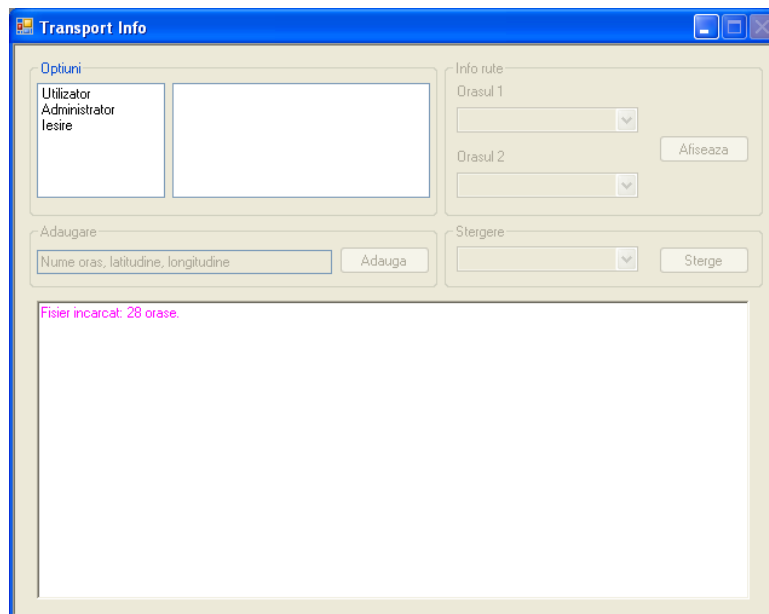 Transport Info
Optiuni
Utilizator
Administrator
Iesire
Info rute
Orasul 1
Orasul 2
Afiseaza
Adaugare
Nume oras, latitudine, longitudine
Adauga
Stergere
Sterge
Fisier incarcat: 28 orase.